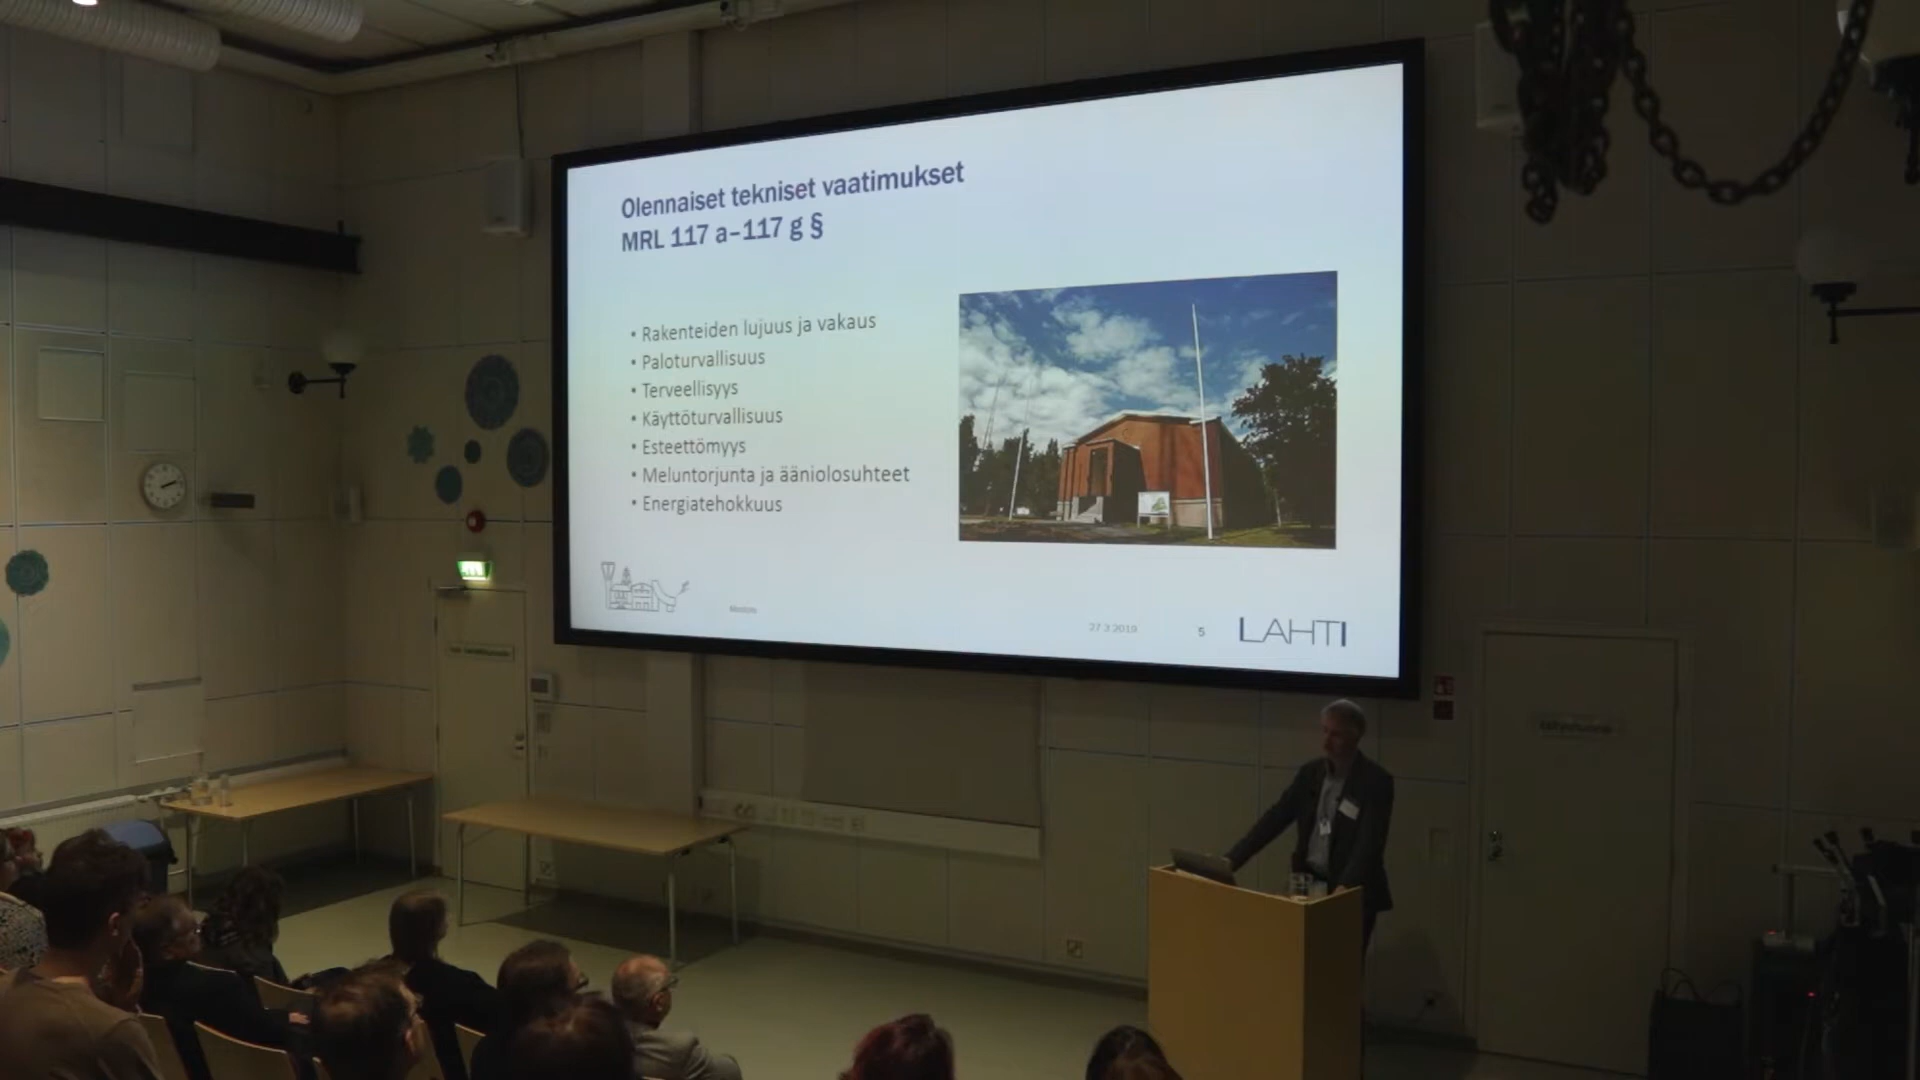 Olennaiset tekniset vaatimukset
MRL 117 a–117 g §
• Rakenteiden lujuus ja vakaus
• Paloturvallisuus
• Terveellisyys
• Käyttöturvallisuus
• Esteettömyys
• Meluntorjunta ja ääniolosuhteet
• Energiatehokkuus
27.3.2019
5
LAHTI